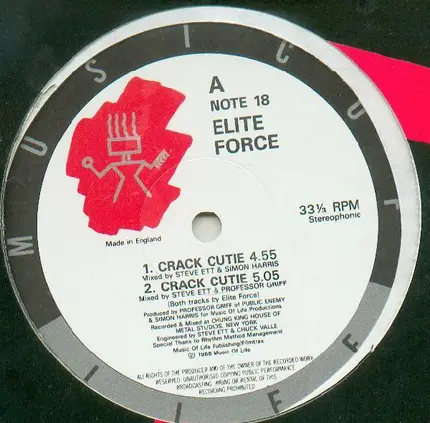 MUSIC OF LIFE
A
NOTE 18
ELITE
FORCE
Made in England
33⅓ RPM
Stereophonic
1. CRACK CUTIE 4.55
Mixed by STEVE ETT & SIMON HARRIS
2. CRACK CUTIE 5.05
Mixed by STEVE ETT & PROFESSOR GRIFF
(Both tracks by Elite Force)
Produced by PROFESSOR GRIFF of PUBLIC ENEMY
& SIMON HARRIS for Music Of Life Productions
Recorded & Mixed at CHUNG KING HOUSE OF
METAL STUDIOS, NEW YORK
Engineered by STEVE ETT & CHUCK VALLE
Special Thanx to Rhythm Method Management
Music Of Life Publishing/Filmtrax
℗ 1988 Music Of Life
ALL RIGHTS OF THE PRODUCER AND OF THE OWNER OF THE RECORDED WORK
RESERVED. UNAUTHORISED COPYING PUBLIC PERFORMANCE,
BROADCASTING, HIRING OR RENTAL OF THIS
RECORDING PROHIBITED